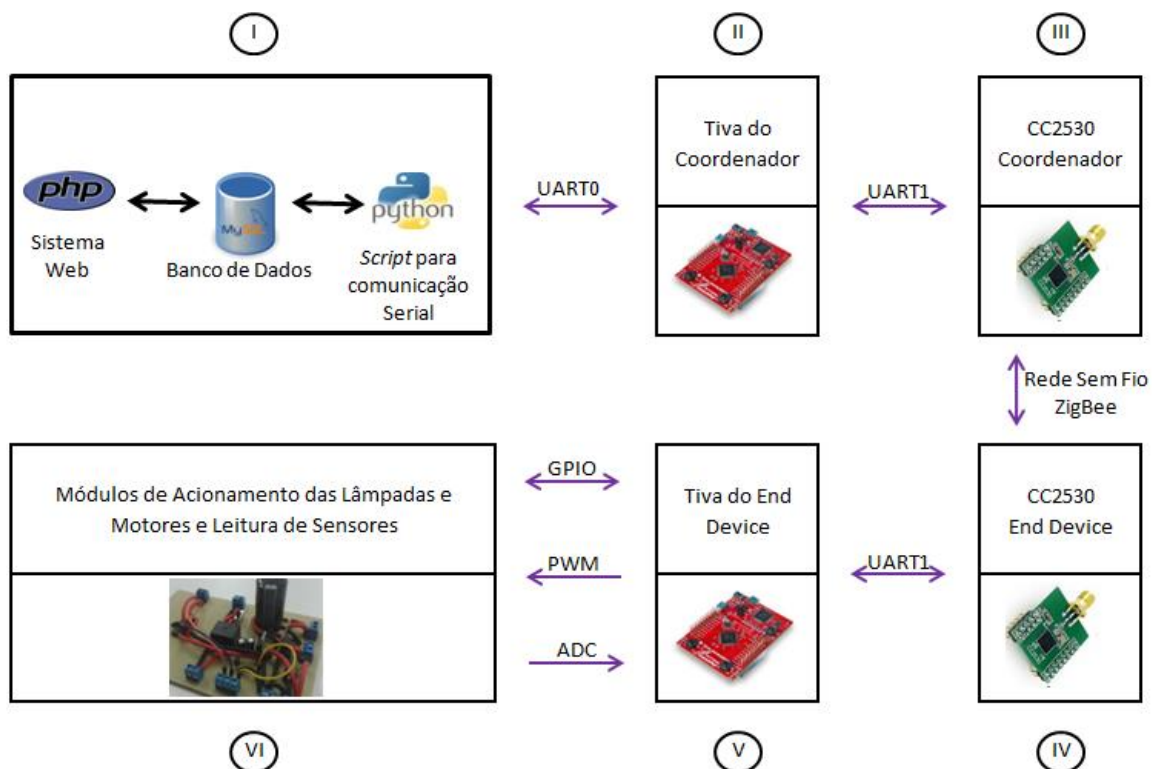 I
II
III
php
MySQL
python
Sistema
Web
Banco de Dados
Script para
comunicação
Serial
UART0
Tiva do
Coordenador
UART1
CC2530
Coordenador
Rede Sem Fio
ZigBee
Módulos de Acionamento das Lâmpadas e
Motores e Leitura de Sensores
GPIO
PWM
ADC
Tiva do End
Device
UART1
CC2530
End Device
VI
V
IV